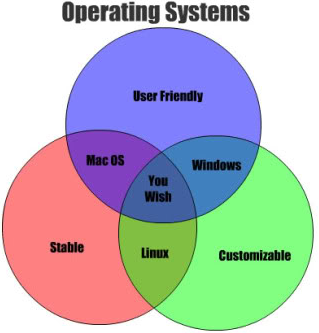 Operating Systems
User Friendly
Mac OS
Windows
You
Wish
Stable
Linux
Customizable